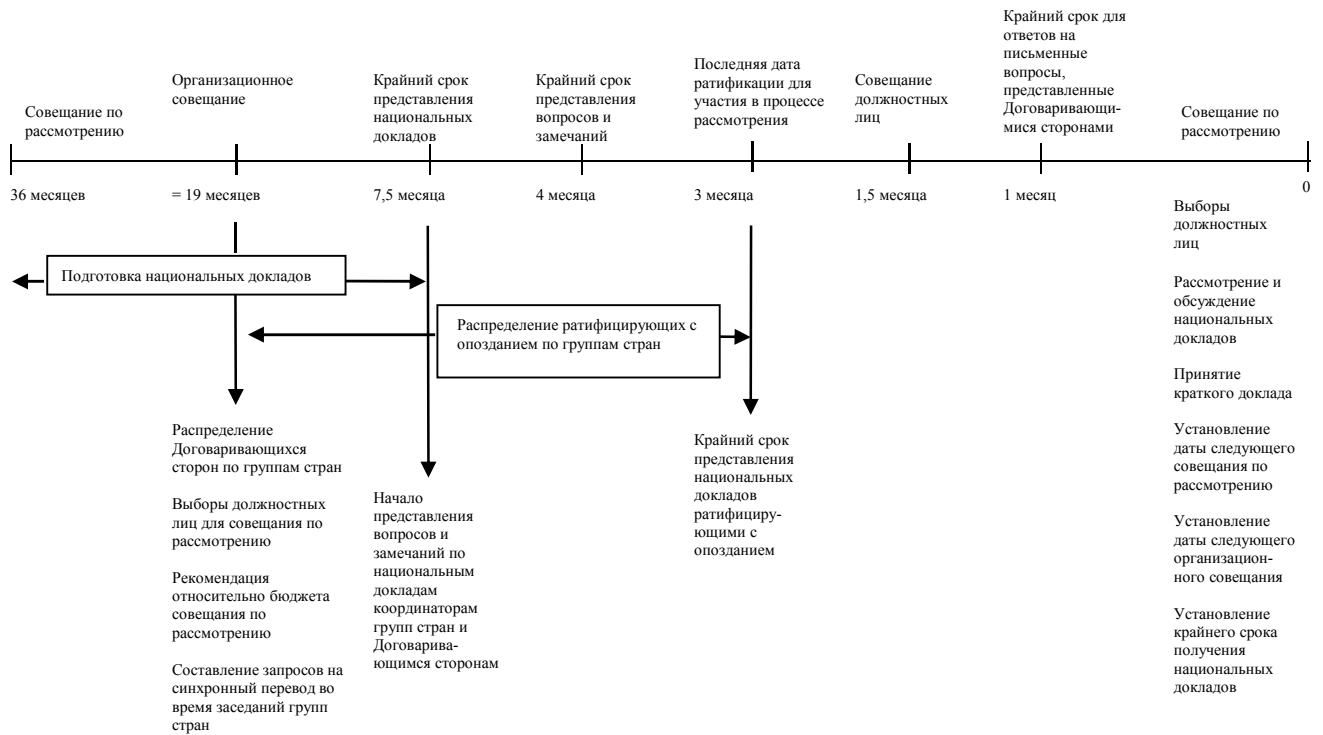 Совещание по
рассмотрению
Организационное
совещание
Крайний срок
представления
национальных
докладов
Крайний срок
представления
вопросов и
замечаний
Последняя дата
ратификации для
участия в процессе
рассмотрения
Совещание
должностных
лиц
Крайний срок для
ответов на
письменные
вопросы,
представленные
Договаривающи-
мися сторонами
Совещание по
рассмотрению
36 месяцев
= 19 месяцев
7,5 месяца
4 месяца
3 месяца
1,5 месяца
1 месяц
0
Подготовка национальных докладов
Распределение ратифицирующих с
опозданием по группам стран
Распределение
Договаривающихся
сторон по группам стран
Выборы должностных
лиц для совещания по
рассмотрению
Рекомендация
относительно бюджета
совещания по
рассмотрению
Составление запросов на
синхронный перевод во
время заседаний групп
стран
Начало
представления
вопросов и
замечаний по
национальным
докладам
координаторам
групп стран и
Договарива-
ющимся сторонам
Крайний срок
представления
национальных
докладов
ратифициру-
ющими с
опозданием
Выборы
должностных
лиц
Рассмотрение и
обсуждение
национальных
докладов
Принятие
краткого доклада
Установление
даты следующего
совещания по
рассмотрению
Установление
даты следующего
организацион-
ного совещания
Установление
крайнего срока
получения
национальных
докладов